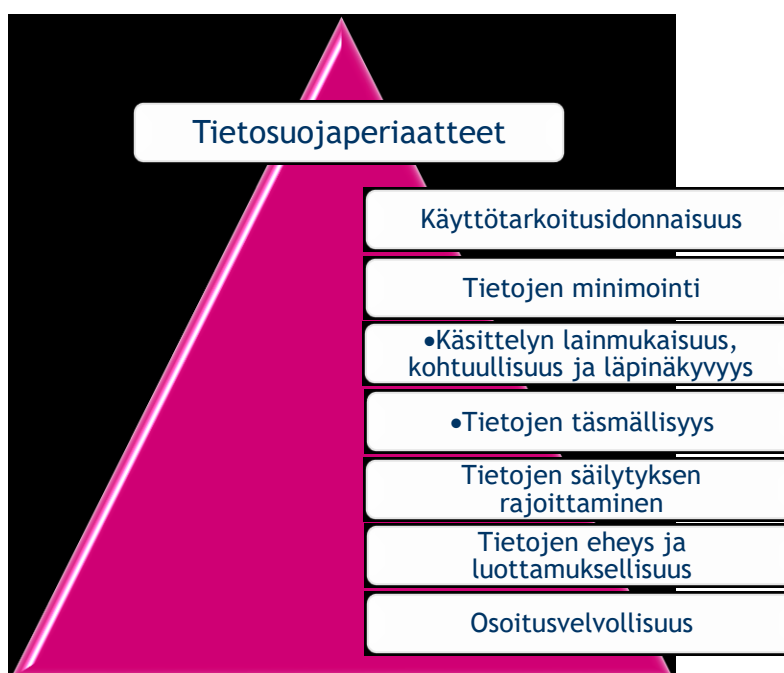 Tietosuojaperiaatteet
Käyttötarkoitusidonnaisuus
Tietojen minimointi
•Käsittelyn lainmukaisuus,
kohtuullisuus ja läpinäkyvyys
•Tietojen täsmällisyys
Tietojen säilytyksen
rajoittaminen
Tietojen eheys ja
luottamuksellisuus
Osoitusvelvollisuus